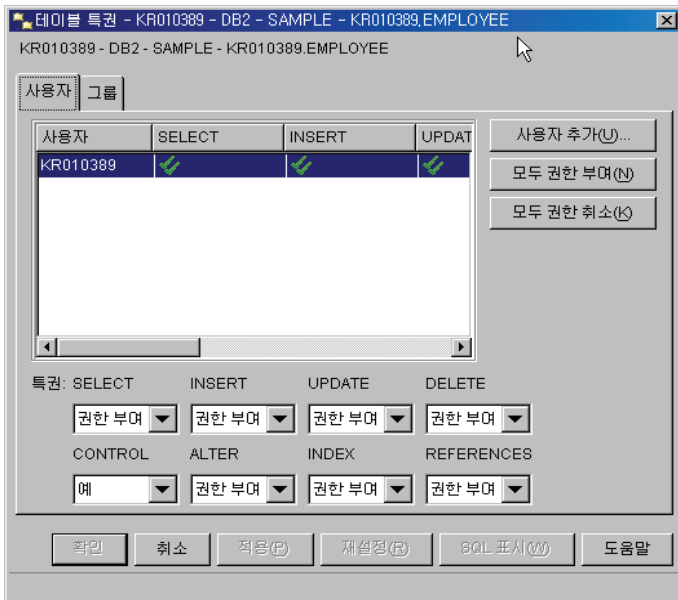 테이블 특권 - KR010389 - DB2 - SAMPLE - KR010389.EMPLOYEE
KR010389 - DB2 - SAMPLE - KR010389.EMPLOYEE
사용자 그룹
사용자 SELECT INSERT UPDAT
KR010389
사용자 추가(U)...
모두 권한 부여(N)
모두 권한 취소(K)
특권: SELECT INSERT UPDATE DELETE
권한 부여 권한 부여 권한 부여 권한 부여
CONTROL ALTER INDEX REFERENCES
예 권한 부여 권한 부여 권한 부여
확인 취소 적용(P) 재설정(R) SQL 표시(W) 도움말